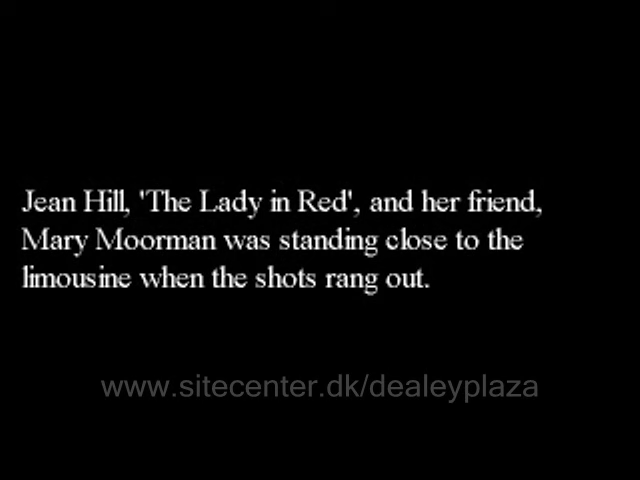 Jean Hill, 'The Lady in Red', and her friend,
Mary Moorman was standing close to the
limousine when the shots rang out.
www.sitecenter.dk/dealeyplaza